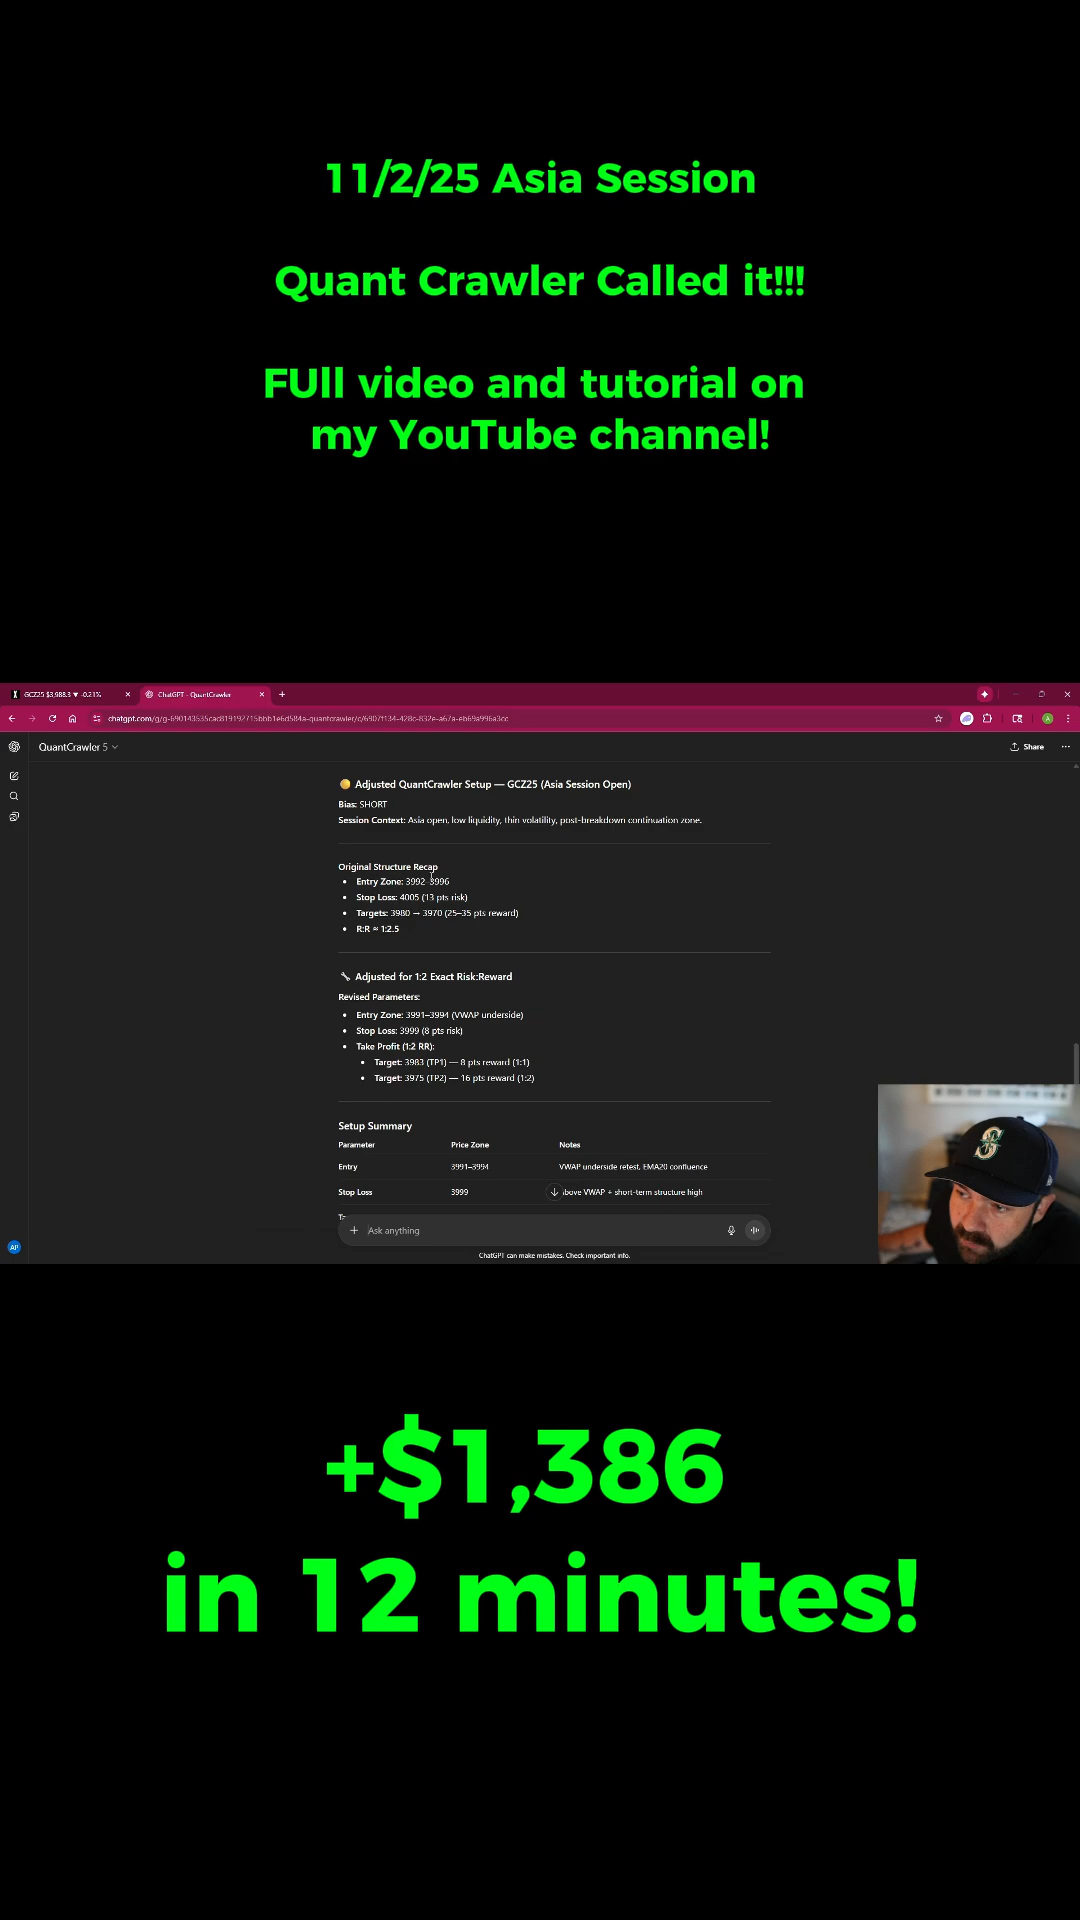 11/2/25 Asia Session
Quant Crawler Called it!!!
FUll video and tutorial on
my YouTube channel!
GCZ25 $3,988.3 ▼ -0.21%
ChatGPT - QuantCrawler
QuantCrawler 5
Share
Adjusted QuantCrawler Setup — GCZ25 (Asia Session Open)
Bias: SHORT
Session Context: Asia open, low liquidity, thin volatility, post-breakdown continuation zone.
Original Structure Recap
Entry Zone: 3992–3996
Stop Loss: 4005 (13 pts risk)
Targets: 3980 → 3970 (25–35 pts reward)
R:R ≈ 1:2.5
Adjusted for 1:2 Exact Risk:Reward
Revised Parameters:
Entry Zone: 3991–3994 (VWAP underside)
Stop Loss: 3999 (8 pts risk)
Take Profit (1:2 RR):
Target: 3983 (TP1) — 8 pts reward (1:1)
Target: 3975 (TP2) — 16 pts reward (1:2)
Setup Summary
Parameter Price Zone Notes
Entry 3991–3994 VWAP underside retest, EMA20 confluence
Stop Loss 3999 above VWAP + short-term structure high
Ask anything
ChatGPT can make mistakes. Check important info.
AP
S
+$1,386
in 12 minutes!